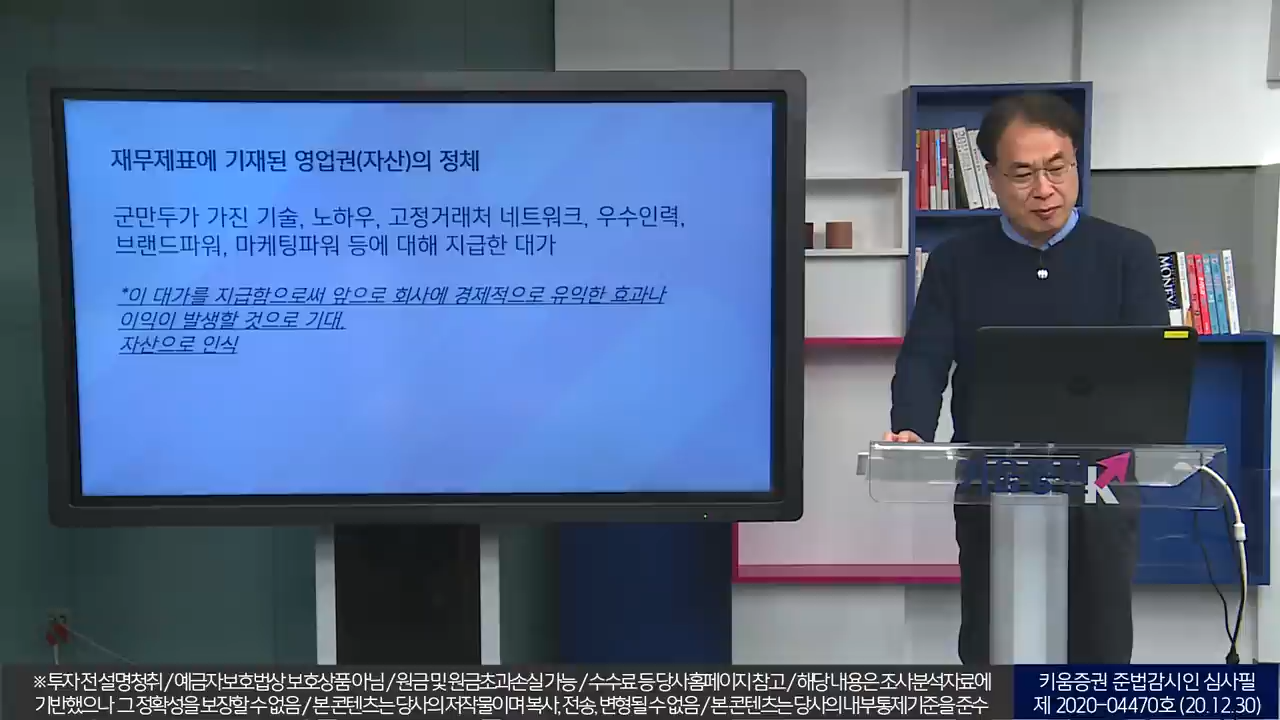 재무제표에 기재된 영업권(자산)의 정체
군만두가 가진 기술, 노하우, 고정거래처 네트워크, 우수인력,
브랜드파워, 마케팅파워 등에 대해 지급한 대가
*이 대가를 지급함으로써 앞으로 회사에 경제적으로 유익한 효과나
이익이 발생할 것으로 기대,
자산으로 인식
MONEY
K
※ 투자 전 설명청취 / 예금자보호법상 보호상품 아님 / 원금 및 원금초과손실 가능 / 수수료 등 당사 홈페이지 참고 / 해당 내용은 조사분석자료에
기반했으나 그 정확성을 보장할 수 없음 / 본 콘텐츠는 당사의 저작물이며 복사, 전송, 변형될 수 없음 / 본 콘텐츠는 당사의 내부통제기준을 준수
키움증권 준법감시인 심사필
제 2020-04470호 (20.12.30)